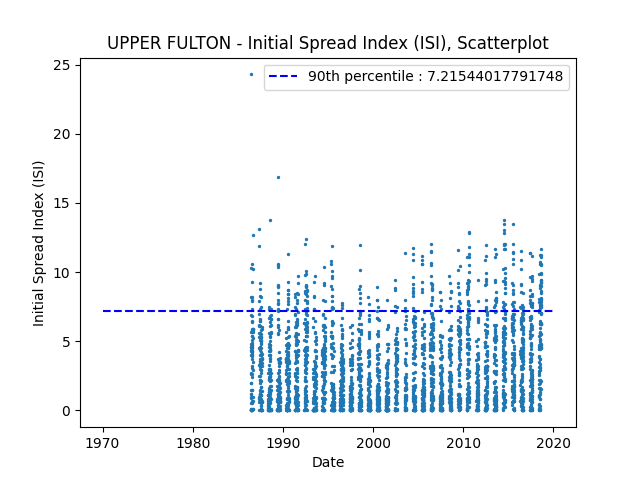 UPPER FULTON - Initial Spread Index (ISI), Scatterplot
90th percentile : 7.21544017791748
Initial Spread Index (ISI)
25
20
15
10
5
0
1970 1980 1990 2000 2010 2020
Date